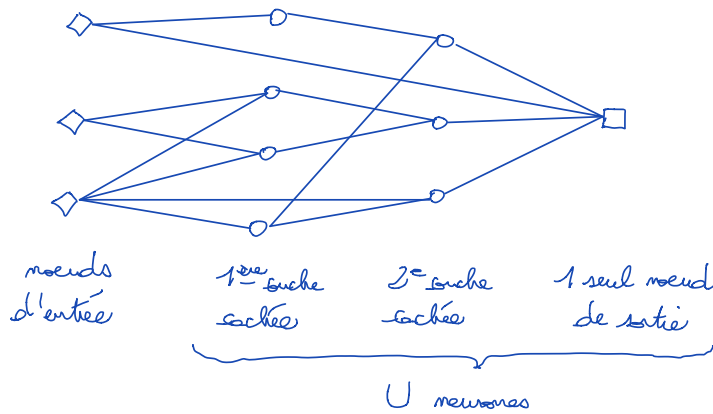 noeuds
d'entrée
1ère couche
cachée
2e couche
cachée
1 seul noeud
de sortie
U neurones